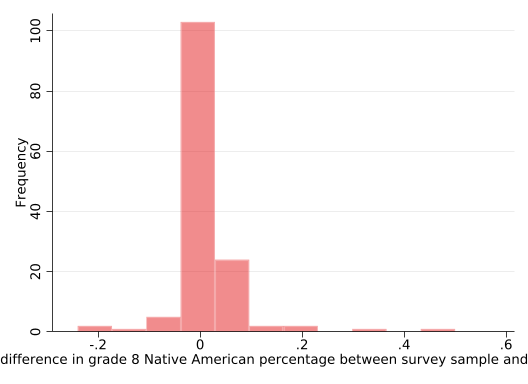 100
80
60
40
20
0
Frequency
-.2 0 .2 .4 .6
difference in grade 8 Native American percentage between survey sample and